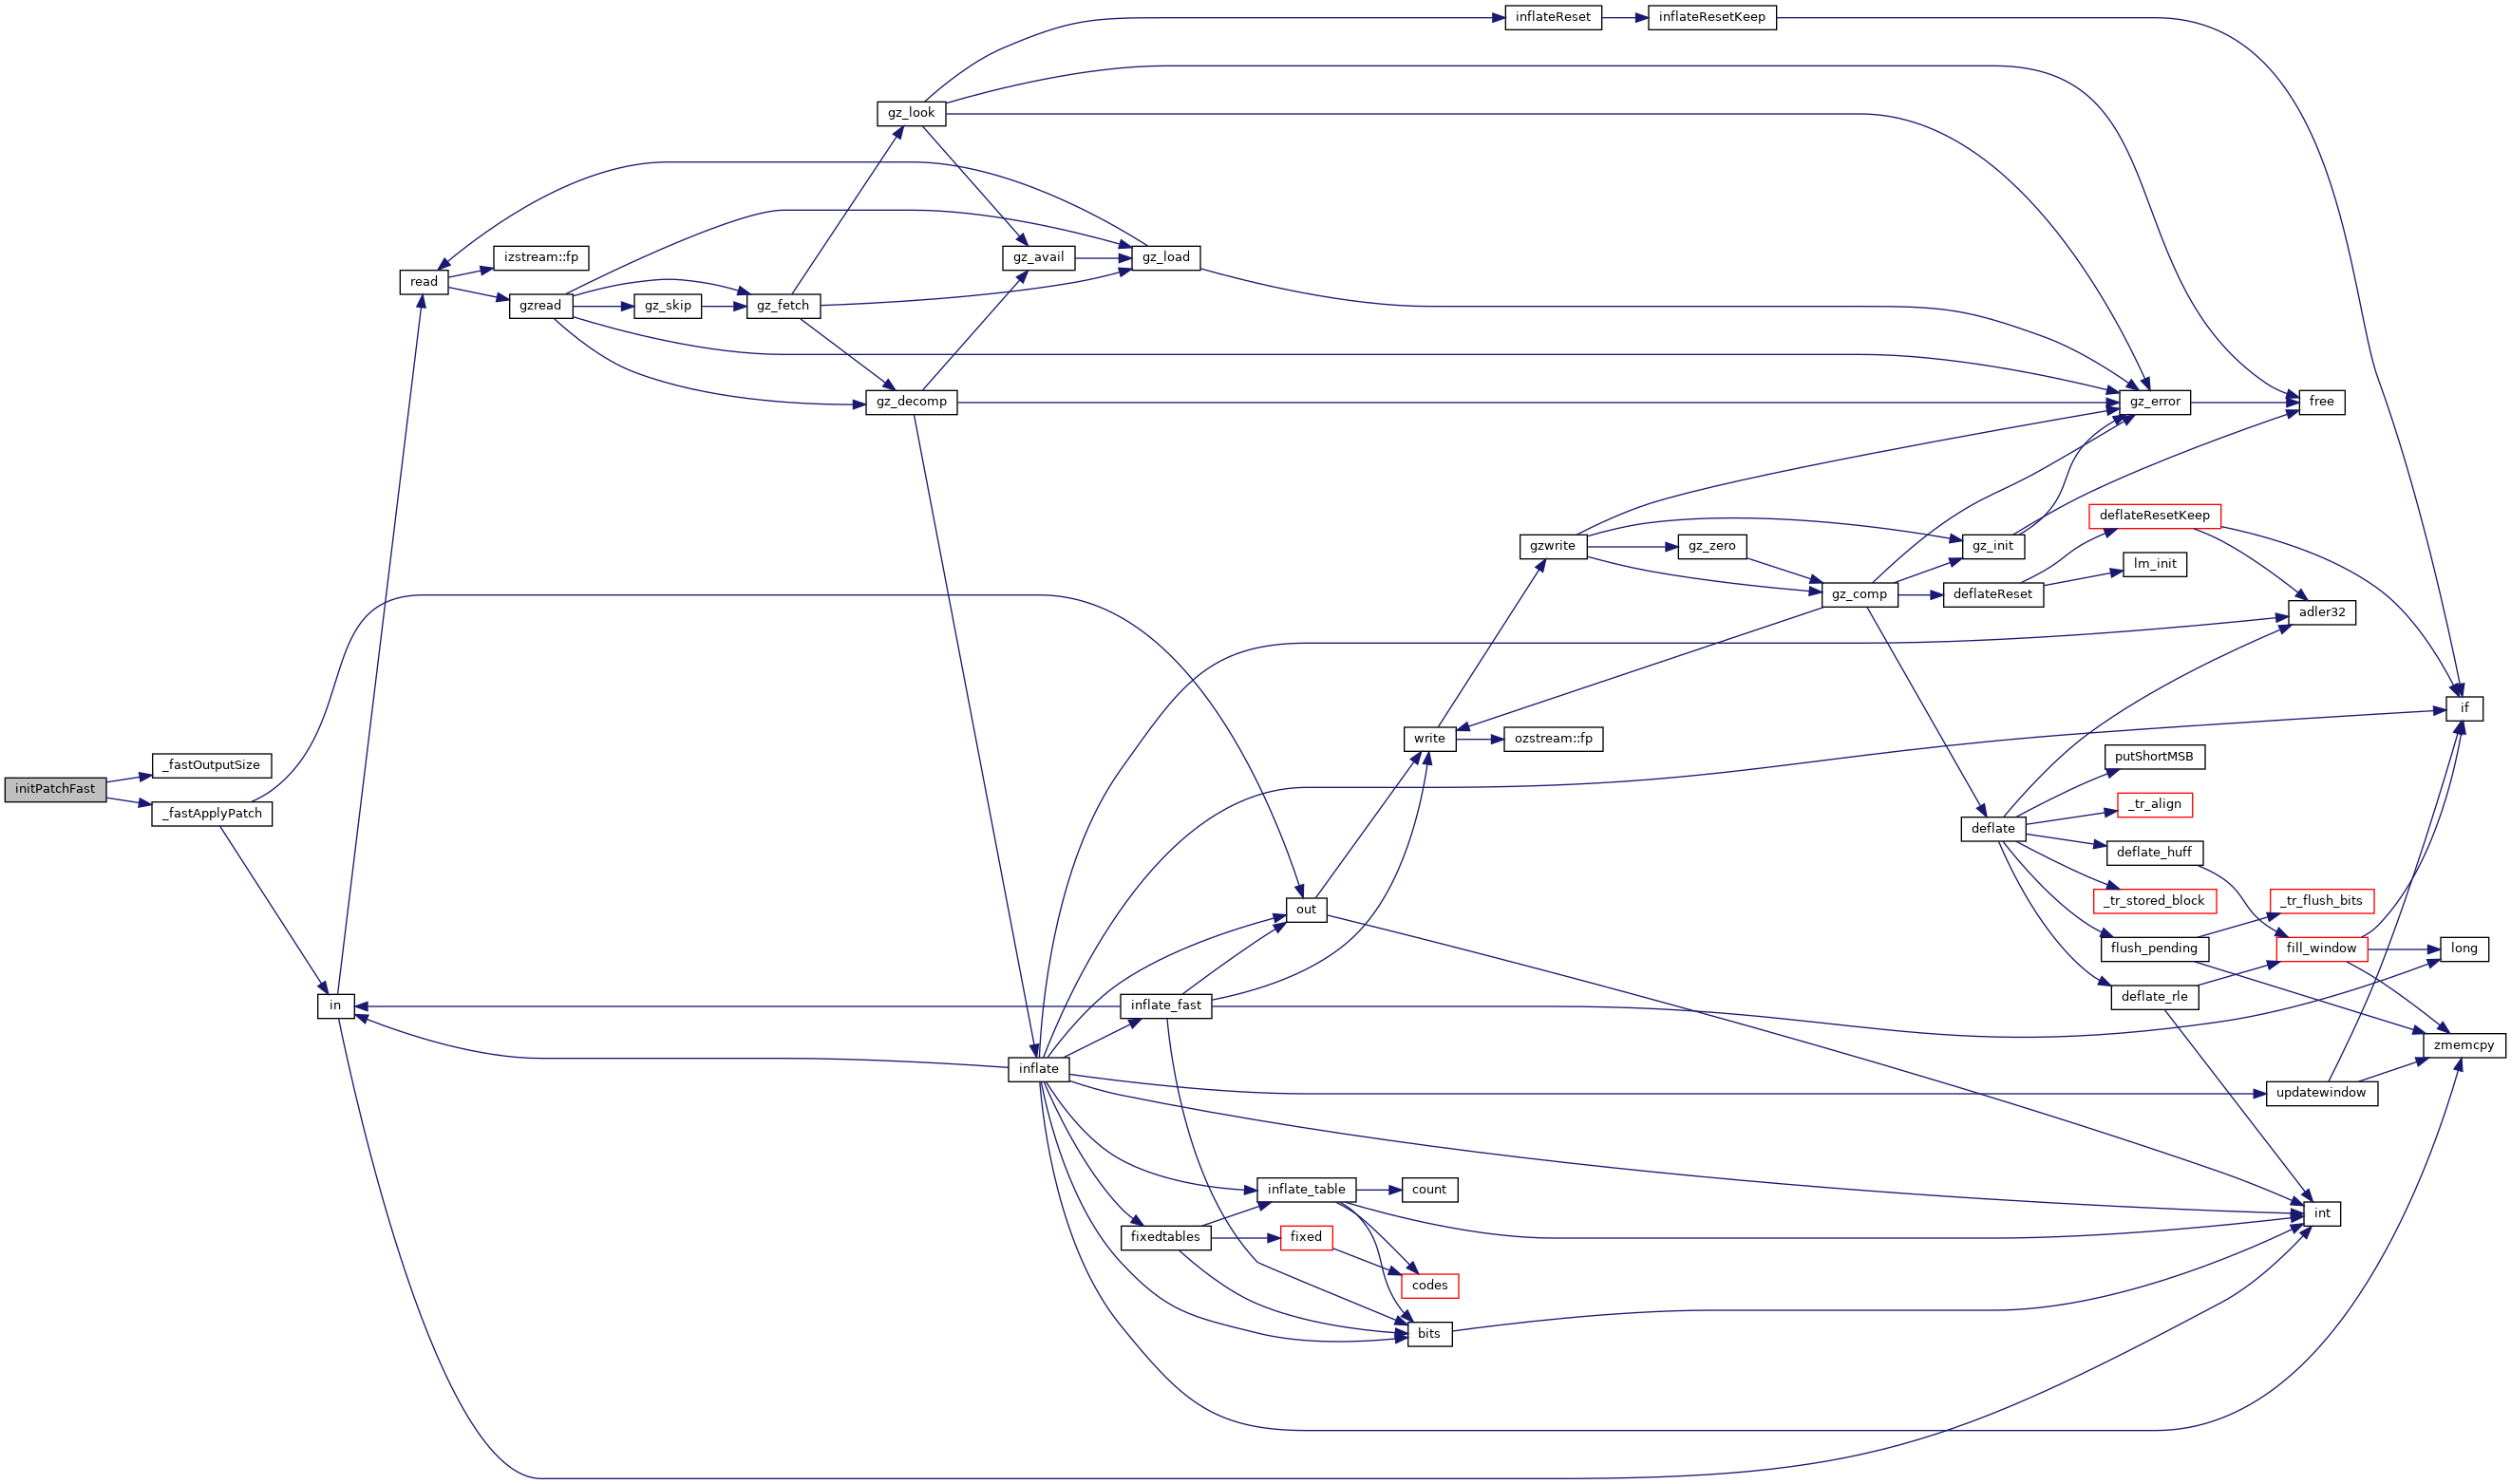 inflateReset
inflateResetKeep
gz_look
izstream::fp
gz_avail
gz_load
read
gzread
gz_skip
gz_fetch
gz_decomp
gz_error
free
deflateResetKeep
gzwrite
gz_zero
gz_init
lm_init
gz_comp
deflateReset
adler32
if
write
ozstream::fp
putShortMSB
_fastOutputSize
initPatchFast
_tr_align
_fastApplyPatch
deflate
deflate_huff
_tr_stored_block
_tr_flush_bits
out
flush_pending
fill_window
long
deflate_rle
in
inflate_fast
zmemcpy
inflate
updatewindow
inflate_table
count
int
fixedtables
fixed
codes
bits